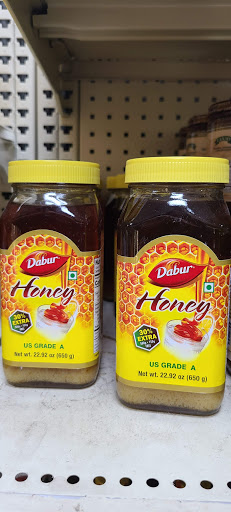 Dabur
Honey
30%
EXTRA
US GRADE A
Net wt. 22.92 oz (650 g)
Dabur
Honey
30%
EXTRA
US GRADE A
Net wt. 22.92 oz (650 g)